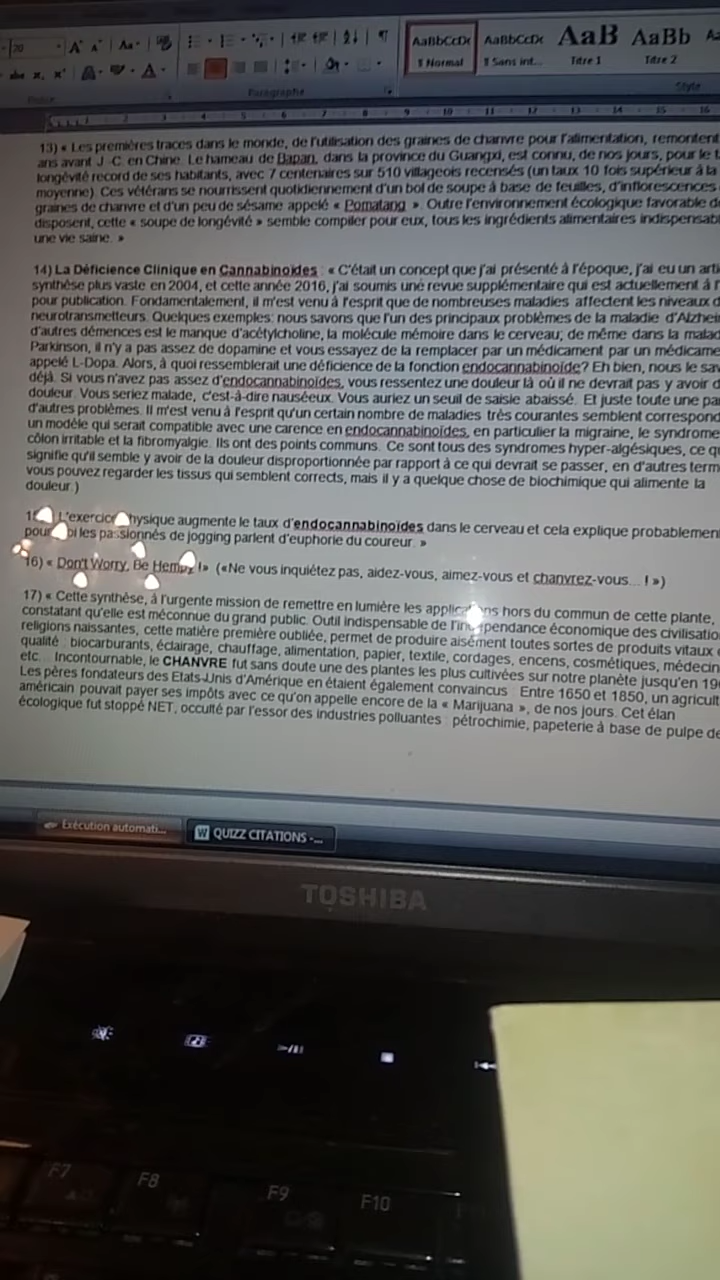 20
AaBbCcDc AaBbCcDc AaB AaBb
¶ Normal ¶ Sans int... Titre 1 Titre 2
Paragraphe Style
9 10 11 12 13 14 15 16
13) « Les premières traces dans le monde, de l'utilisation des graines de chanvre pour l'alimentation, remontent
ans avant J.-C. en Chine. Le hameau de Bapan, dans la province du Guangxi, est connu, de nos jours, pour le
longévité record de ses habitants, avec 7 centenaires sur 510 villageois recensés (un taux 10 fois supérieur à la
moyenne). Ces vétérans se nourrissent quotidiennement d'un bol de soupe à base de feuilles, d'inflorescences
graines de chanvre et d'un peu de sésame appelé « Pomatang ». Outre l'environnement écologique favorable
disposent, cette « soupe de longévité » semble compiler pour eux, tous les ingrédients alimentaires
une vie saine. »
14) La Déficience Clinique en Cannabinoïdes : « C'était un concept que j'ai présenté à l'époque, j'ai eu un
synthèse plus vaste en 2004, et cette année 2016, j'ai soumis une revue supplémentaire qui est actuellement à
pour publication. Fondamentalement, il m'est venu à l'esprit que de nombreuses maladies affectent les niveaux
neurotransmetteurs. Quelques exemples: nous savons que l'un des principaux problèmes de la maladie
d'autres démences est le manque d'acétylcholine, la molécule mémoire dans le cerveau; de même dans la
Parkinson, il n'y a pas assez de dopamine et vous essayez de la remplacer par un médicament par un
appelé L-Dopa. Alors, à quoi ressemblerait une déficience de la fonction endocannabinoïde? Eh bien, nous le
déjà. Si vous n'avez pas assez d'endocannabinoïdes, vous ressentez une douleur là où il ne devrait pas y avoir
douleur. Vous seriez malade, c'est-à-dire nauséeux. Vous auriez un seuil de saisie abaissé. Et juste toute une
d'autres problèmes. Il m'est venu à l'esprit qu'un certain nombre de maladies très courantes semblent
un modèle qui serait compatible avec une carence en endocannabinoïdes, en particulier la migraine, le syndrome
côlon irritable et la fibromyalgie. Ils ont des points communs. Ce sont tous des syndromes hyper-algésiques, ce
signifie qu'il semble y avoir de la douleur disproportionnée par rapport à ce qui devrait se passer, en d'autres
vous pouvez regarder les tissus qui semblent corrects, mais il y a quelque chose de biochimique qui alimente la
douleur.)
L'exercice physique augmente le taux d'endocannabinoïdes dans le cerveau et cela explique
les passionnés de jogging parlent d'euphorie du coureur. »
16) « Don't Worry, Be Hempy !» («Ne vous inquiétez pas, aidez-vous, aimez-vous et chanvrez-vous... ! »)
17) « Cette synthèse, à l'urgente mission de remettre en lumière les applications hors du commun de cette plante,
constatant qu'elle est méconnue du grand public. Outil indispensable de l'indépendance économique des
religions naissantes, cette matière première oubliée, permet de produire aisément toutes sortes de produits vitaux
qualité : biocarburants, éclairage, chauffage, alimentation, papier, textile, cordages, encens, cosmétiques,
etc... Incontournable, le CHANVRE fut sans doute une des plantes les plus cultivées sur notre planète jusqu'en
Les pères fondateurs des Etats-Unis d'Amérique en étaient également convaincus : Entre 1650 et 1850, un
américain pouvait payer ses impôts avec ce qu'on appelle encore de la « Marijuana », de nos jours. Cet élan
écologique fut stoppé NET, occulté par l'essor des industries polluantes : pétrochimie, papeterie à base de pulpe
Exécution automati... QUIZZ CITATIONS -...
TOSHIBA
F7 F8 F9 F10